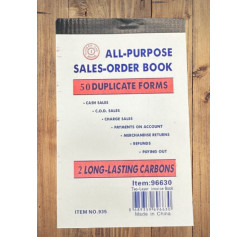 ALL-PURPOSE
SALES-ORDER BOOK
50 DUPLICATE FORMS
• CASH SALES
• C.O.D. SALES
• CHARGE SALES
• PAYMENTS ON ACCOUNT
• MERCHANDISE RETURNS
• REFUNDS
• PAYING OUT
2 LONG-LASTING CARBONS
Item:96630
ITEM NO.835
Made in China